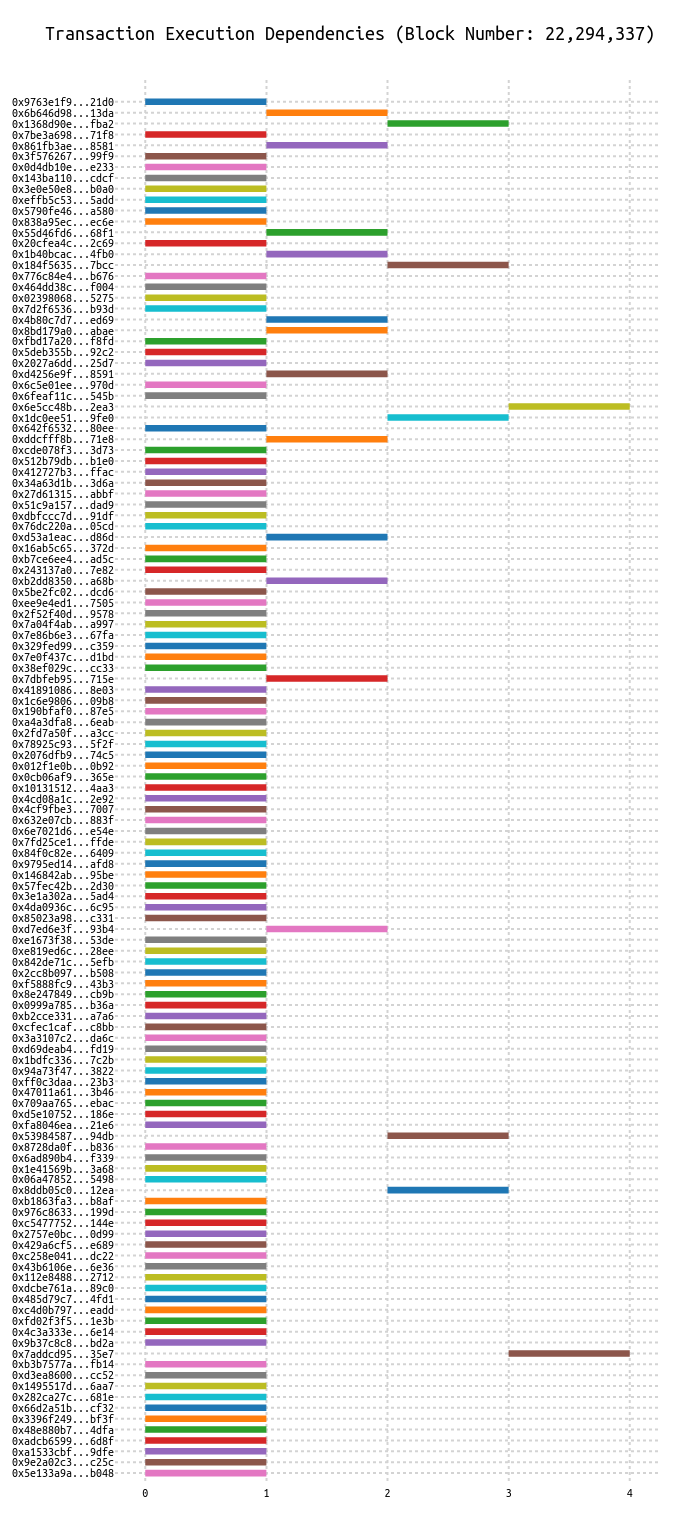 Transaction Execution Dependencies (Block Number: 22,294,337)
0x9763e1f9...21d0
0x6b646d98...13da
0x1368d90e...fba2
0x7be3a698...71f8
0x861fb3ae...8581
0x3f576267...99f9
0x0d4db10e...e233
0x143ba110...cdcf
0x3e0e50e8...b0a0
0xeffb5c53...5add
0x5790fe46...a580
0x838a95ec...ec6e
0x55d46fd6...68f1
0x20cfea4c...2c69
0x1b40bcac...4fb0
0x184f5635...7bcc
0x776c84e4...b676
0x464dd38c...f004
0x02398068...5275
0x7d2f6536...b93d
0x4b80c7d7...ed69
0x8bd179a0...abae
0xfbd17a20...f8fd
0x5deb355b...92c2
0x2027a6dd...25d7
0xd4256e9f...8591
0x6c5e01ee...970d
0x6feaf11c...545b
0x6e5cc48b...2ea3
0x1dc0ee51...9fe0
0x642f6532...80ee
0xddcfff8b...71e8
0xcde078f3...3d73
0x512b79db...b1e0
0x412727b3...ffac
0x34a63d1b...3d6a
0x27d61315...abbf
0x51c9a157...dad9
0xdbfccc7d...91df
0x76dc220a...05cd
0xd53a1eac...d86d
0x16ab5c65...372d
0xb7ce6ee4...ad5c
0x243137a0...7e82
0xb2dd8350...a68b
0x5be2fc02...dcd6
0xee9e4ed1...7505
0x2f52f40d...9578
0x7a04f4ab...a997
0x7e86b6e3...67fa
0x329fed99...c359
0x7e0f437c...d1bd
0x38ef029c...cc33
0x7dbfeb95...715e
0x41891086...8e03
0x1c6e9806...09b8
0x190bfaf0...87e5
0xa4a3dfa8...6eab
0x2fd7a50f...a3cc
0x78925c93...5f2f
0x2076dfb9...74c5
0x012f1e0b...0b92
0x0cb06af9...365e
0x10131512...4aa3
0x4cd08a1c...2e92
0x4cf9fbe3...7007
0x632e07cb...883f
0x6e7021d6...e54e
0x7fd25ce1...ffde
0x84f0c82e...6409
0x9795ed14...afd8
0x146842ab...95be
0x57fec42b...2d30
0x3e1a302a...5ad4
0x4da0936c...6c95
0x85023a98...c331
0xd7ed6e3f...93b4
0xe1673f38...53de
0xe819ed6c...28ee
0x842de71c...5efb
0x2cc8b097...b508
0xf5888fc9...43b3
0x8e247849...cb9b
0x0999a785...b36a
0xb2cce331...a7a6
0xcfec1caf...c8bb
0x3a3107c2...da6c
0xd69deab4...fd19
0x1bdfc336...7c2b
0x94a73f47...3822
0xff0c3daa...23b3
0x47011a61...3b46
0x709aa765...ebac
0xd5e10752...186e
0xfa8046ea...21e6
0x53984587...94db
0x8728da0f...b836
0x6ad890b4...f339
0x1e41569b...3a68
0x06a47852...5498
0x8ddb05c0...12ea
0xb1863fa3...b8af
0x976c8633...199d
0xc5477752...144e
0x2757e0bc...0d99
0x429a6cf5...e689
0xc258e041...dc22
0x43b6106e...6e36
0x112e8488...2712
0xdcbe761a...89c0
0x485d79c7...4fd1
0xc4d0b797...eadd
0xfd02f3f5...1e3b
0x4c3a333e...6e14
0x9b37c8c8...bd2a
0x7addcd95...35e7
0xb3b7577a...fb14
0xd3ea8600...cc52
0x1495517d...6aa7
0x282ca27c...681e
0x66d2a51b...cf32
0x3396f249...bf3f
0x48e880b7...4dfa
0xadcb6599...6d8f
0xa1533cbf...9dfe
0x9e2a02c3...c25c
0x5e133a9a...b048
0 1 2 3 4